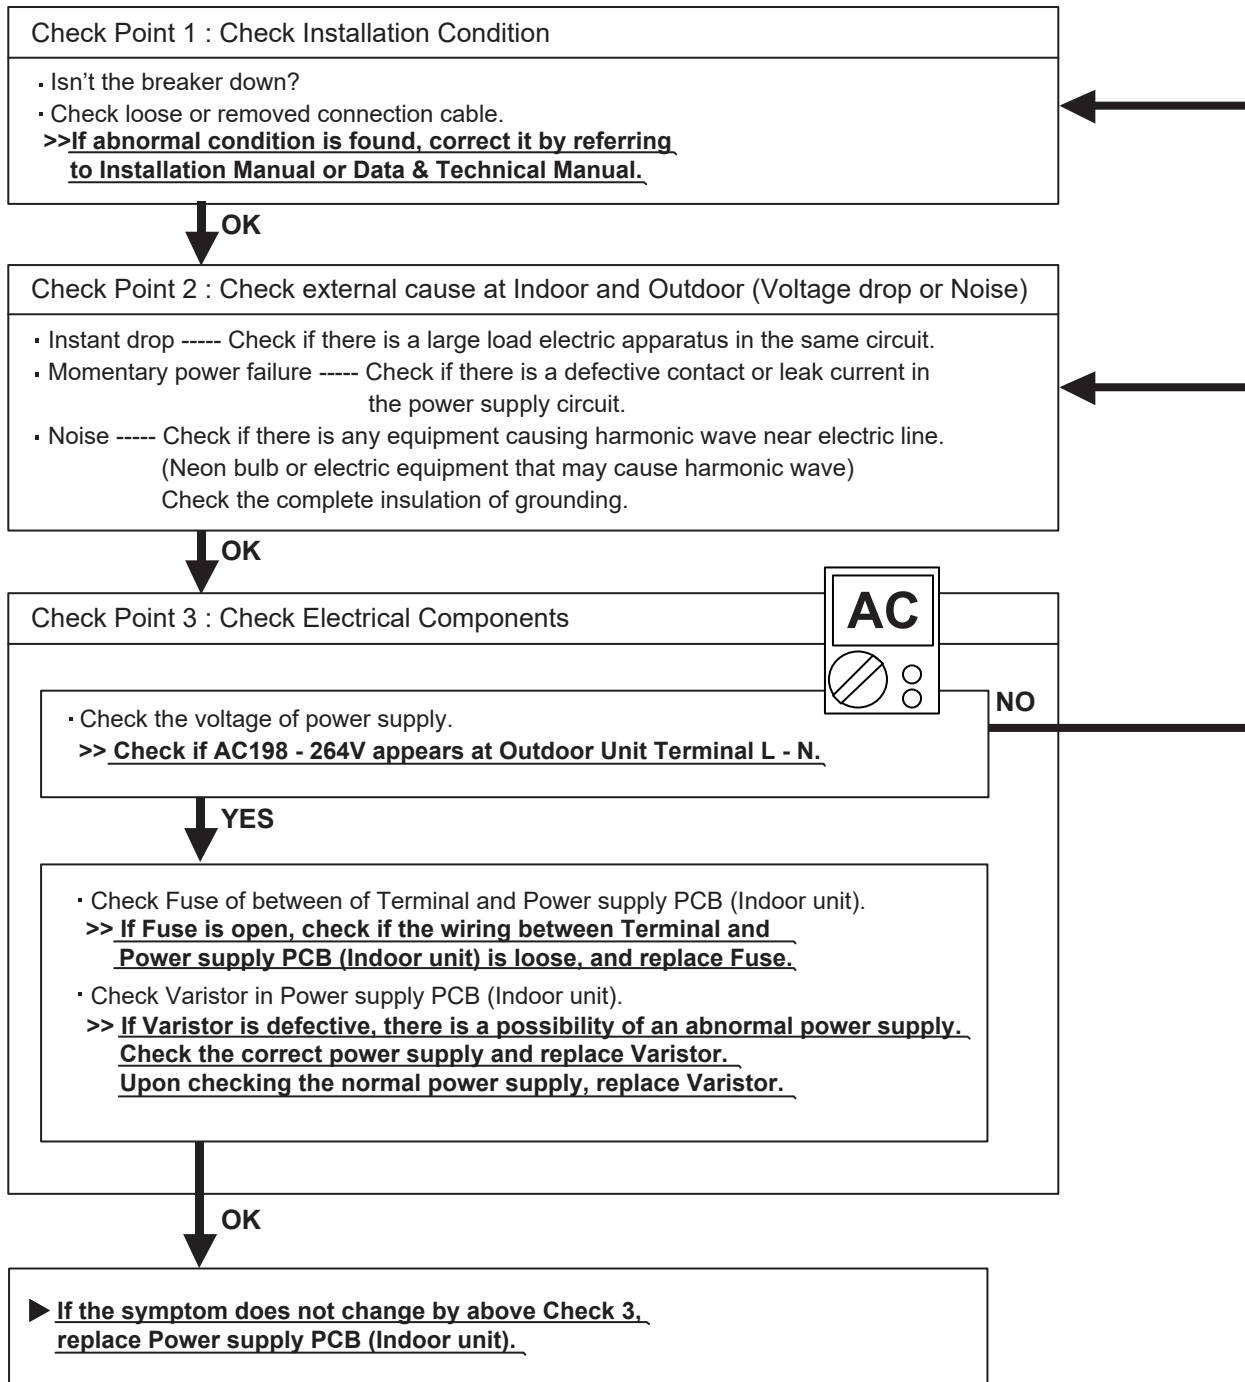 Check Point 1 : Check Installation Condition
· Isn't the breaker down?
· Check loose or removed connection cable.
>>If abnormal condition is found, correct it by referring
to Installation Manual or Data & Technical Manual.
OK
Check Point 2 : Check external cause at Indoor and Outdoor (Voltage drop or Noise)
· Instant drop ----- Check if there is a large load electric apparatus in the same circuit.
· Momentary power failure ----- Check if there is a defective contact or leak current in
the power supply circuit.
· Noise ----- Check if there is any equipment causing harmonic wave near electric line.
(Neon bulb or electric equipment that may cause harmonic wave)
Check the complete insulation of grounding.
OK
Check Point 3 : Check Electrical Components
AC
· Check the voltage of power supply.
>> Check if AC198 - 264V appears at Outdoor Unit Terminal L - N.
NO
YES
· Check Fuse of between of Terminal and Power supply PCB (Indoor unit).
>> If Fuse is open, check if the wiring between Terminal and
Power supply PCB (Indoor unit) is loose, and replace Fuse.
· Check Varistor in Power supply PCB (Indoor unit).
>> If Varistor is defective, there is a possibility of an abnormal power supply.
Check the correct power supply and replace Varistor.
Upon checking the normal power supply, replace Varistor.
OK
▶ If the symptom does not change by above Check 3,
replace Power supply PCB (Indoor unit).